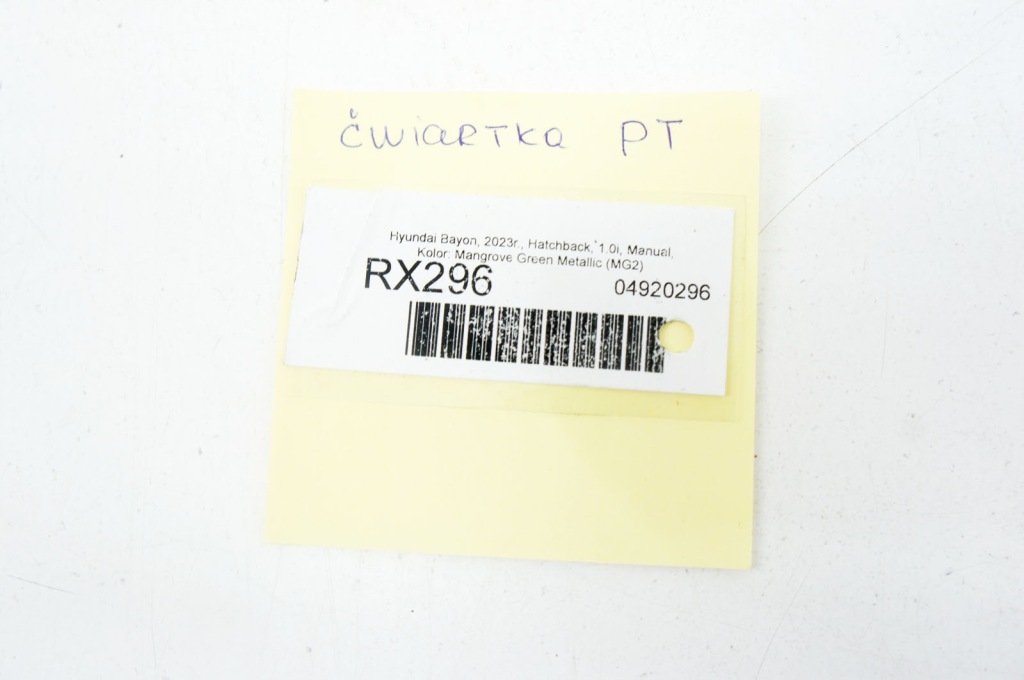 ćwiartka PT
Hyundai Bayon, 2023r., Hatchback, 1.0i, Manual,
Kolor: Mangrove Green Metallic (MG2)
RX296 04920296